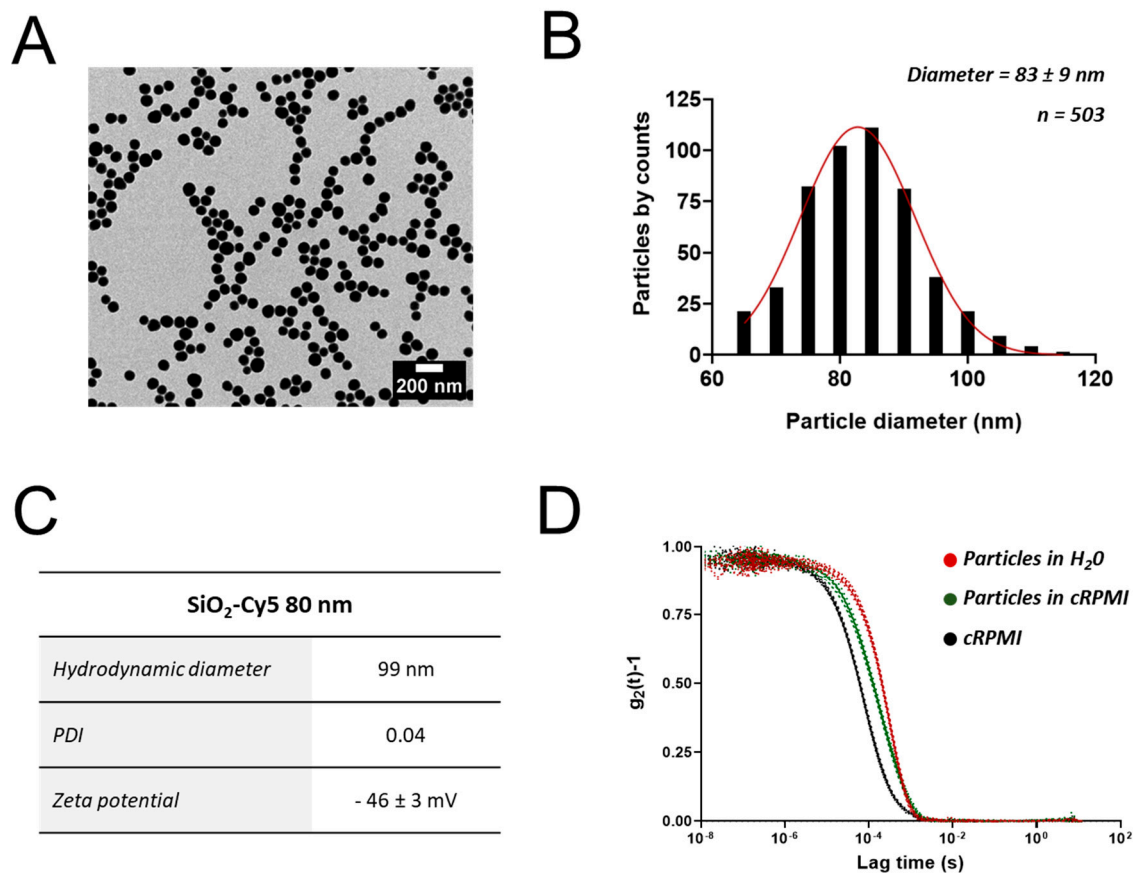 A
200 nm
B
Diameter = 83 ± 9 nm
n = 503
Particles by counts
125
100
75
50
25
0
60 80 100 120
Particle diameter (nm)
C
SiO₂-Cy5 80 nm
Hydrodynamic diameter 99 nm
PDI 0.04
Zeta potential - 46 ± 3 mV
D
g₂(t)-1
1.00
0.75
0.50
0.25
0.00
10⁻⁸ 10⁻⁶ 10⁻⁴ 10⁻² 10⁰ 10²
Lag time (s)
Particles in H₂0
Particles in cRPMI
cRPMI